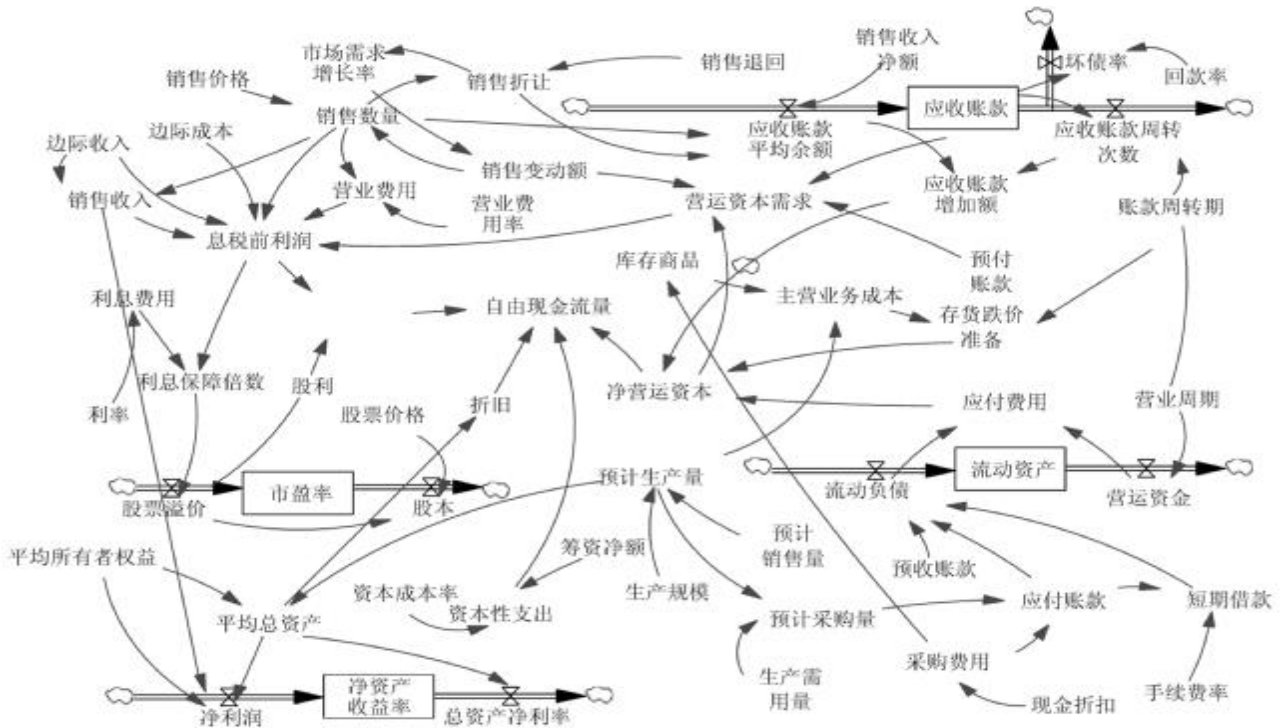 市场需求
增长率
销售价格
销售折让
销售退回
销售收入
净额
坏债率
回款率
销售数量
应收账款
边际收入
边际成本
应收账款
平均余额
应收账款周转
次数
销售变动额
销售收入
营业费用
营业费
用率
营运资本需求
应收账款
增加额
账款周转期
息税前利润
库存商品
预付
账款
利息费用
自由现金流量
主营业务成本
存货跌价
准备
利息保障倍数
股利
净营运资本
利率
股票价格
折旧
应付费用
营业周期
市盈率
预计生产量
流动资产
股票溢价
股本
流动负债
营运资金
预计
销售量
平均所有者权益
筹资净额
预收账款
资本成本率
生产规模
平均总资产
资本性支出
预计采购量
应付账款
短期借款
采购费用
净资产
收益率
生产需
用量
净利润
总资产净利率
现金折扣
手续费率